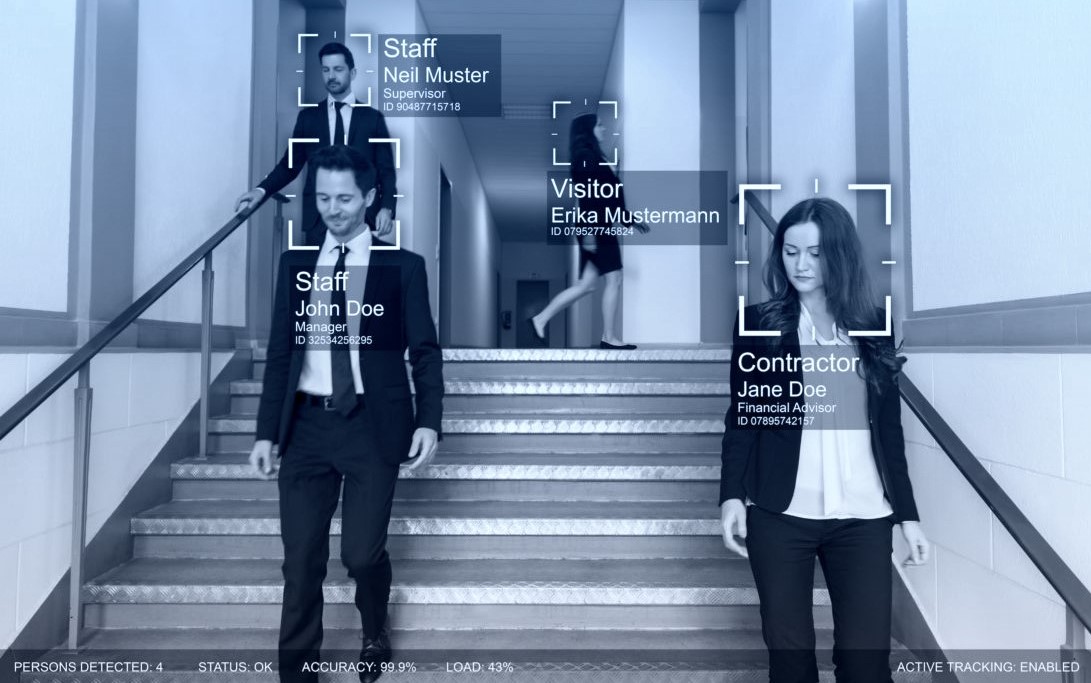 Staff
Neil Muster
Supervisor
ID 90487715718
Visitor
Erika Mustermann
ID 079527745824
Staff
John Doe
Manager
ID 32534256295
Contractor
Jane Doe
Financial Advisor
ID 07895742157
PERSONS DETECTED: 4
STATUS: OK
ACCURACY: 99.9%
LOAD: 43%
ACTIVE TRACKING: ENABLED